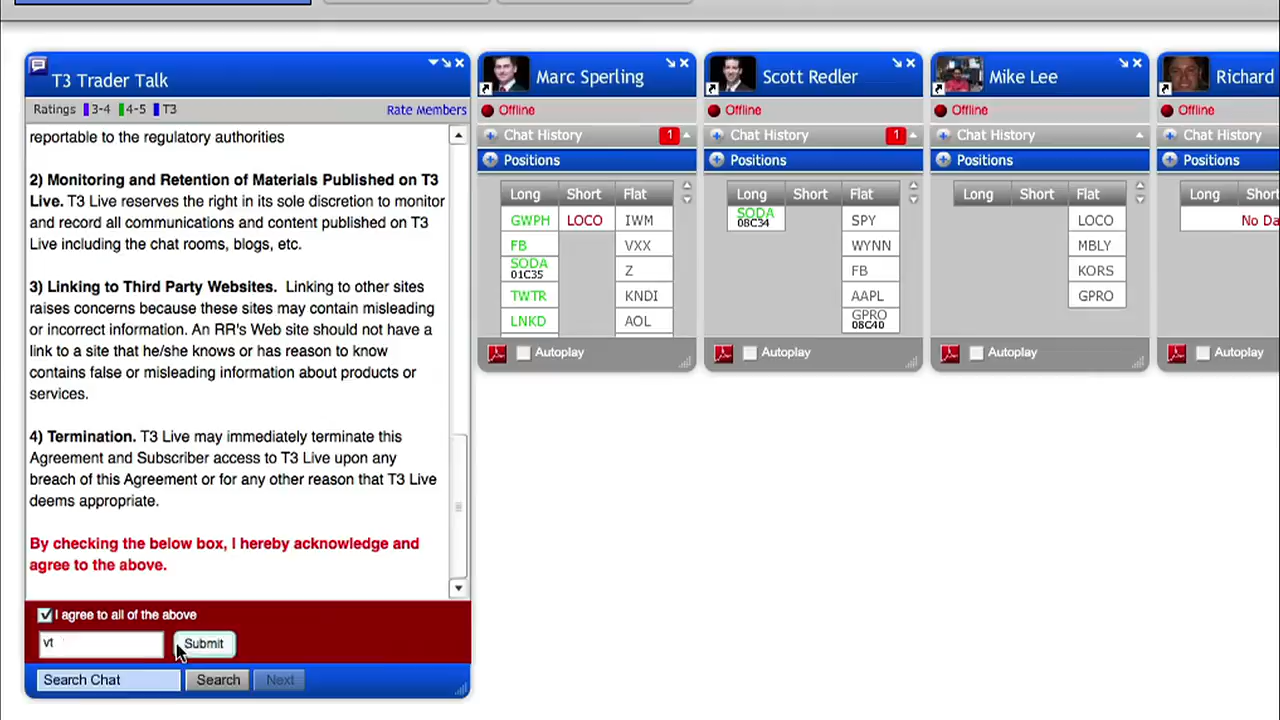 T3 Trader Talk
Ratings 3-4 4-5 T3 Rate Members
reportable to the regulatory authorities
2) Monitoring and Retention of Materials Published on T3
Live. T3 Live reserves the right in its sole discretion to monitor
and record all communications and content published on T3
Live including the chat rooms, blogs, etc.
3) Linking to Third Party Websites. Linking to other sites
raises concerns because these sites may contain misleading
or incorrect information. An RR's Web site should not have a
link to a site that he/she knows or has reason to know
contains false or misleading information about products or
services.
4) Termination. T3 Live may immediately terminate this
Agreement and Subscriber access to T3 Live upon any
breach of this Agreement or for any other reason that T3 Live
deems appropriate.
By checking the below box, I hereby acknowledge and
agree to the above.
I agree to all of the above
vt Submit
Search Chat Search Next
Marc Sperling
Offline
Chat History 1
Positions
Long Short Flat
GWPH LOCO IWM
FB VXX
SODA Z
01C35
TWTR KNDI
LNKD AOL
Autoplay
Scott Redler
Offline
Chat History 1
Positions
Long Short Flat
SODA SPY
08C34
WYNN
FB
AAPL
GPRO
08C40
Autoplay
Mike Lee
Offline
Chat History
Positions
Long Short Flat
LOCO
MBLY
KORS
GPRO
Autoplay
Richard
Offline
Chat History
Positions
Long Short
No Da
Autoplay